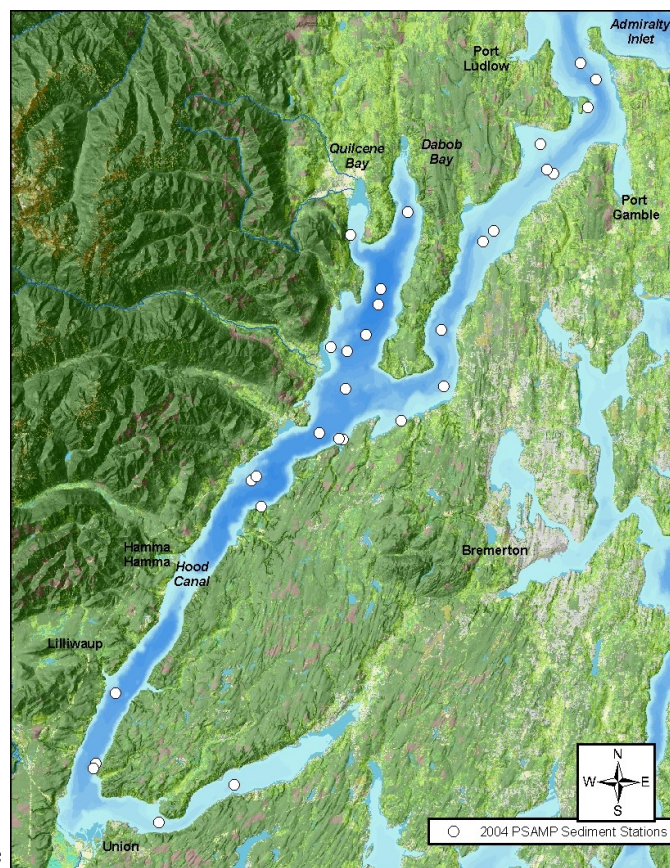 Admiralty
Inlet
Port
Ludlow
Quilcene
Bay
Dabob
Bay
Port
Gamble
Hamma
Hamma
Hood
Canal
Bremerton
Lilliwaup
Union
N
W E
S
2004 PSAMP Sediment Stations